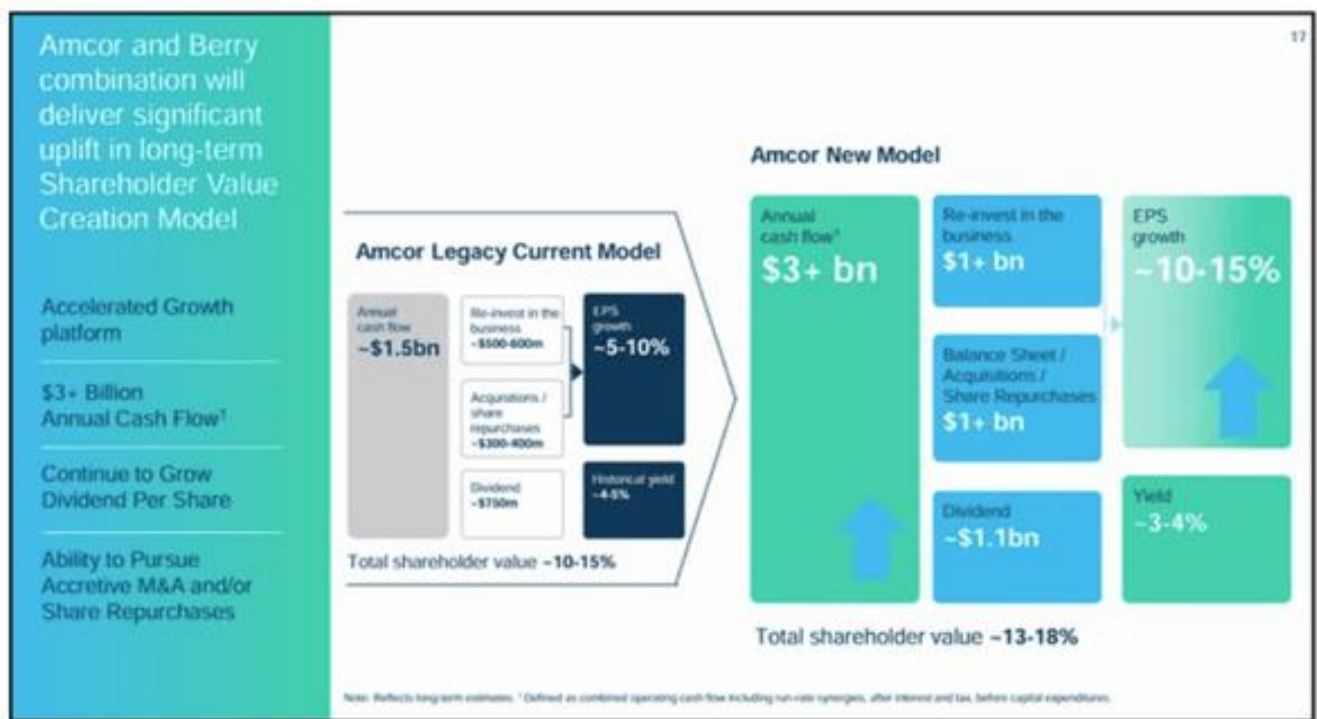 17
Amcor and Berry
combination will
deliver significant
uplift in long-term
Shareholder Value
Creation Model
Accelerated Growth
platform
$3+ Billion
Annual Cash Flow¹
Continue to Grow
Dividend Per Share
Ability to Pursue
Accretive M&A and/or
Share Repurchases
Amcor Legacy Current Model
Annual
cash flow
~$1.5bn
Re-invest in the
business
~$500-600m
Acquisitions /
share
repurchases
~$300-400m
Dividend
~$750m
EPS
growth
~5-10%
Historical yield
~4-5%
Total shareholder value ~10-15%
Amcor New Model
Annual
cash flow¹
$3+ bn
Re-invest in the
business
$1+ bn
Balance Sheet /
Acquisitions /
Share Repurchases
$1+ bn
Dividend
~$1.1bn
EPS
growth
~10-15%
Yield
~3-4%
Total shareholder value ~13-18%
Note: Reflects long-term estimates. ¹ Defined as combined operating cash flow including run-rate synergies, after interest and tax, before capital expenditures.